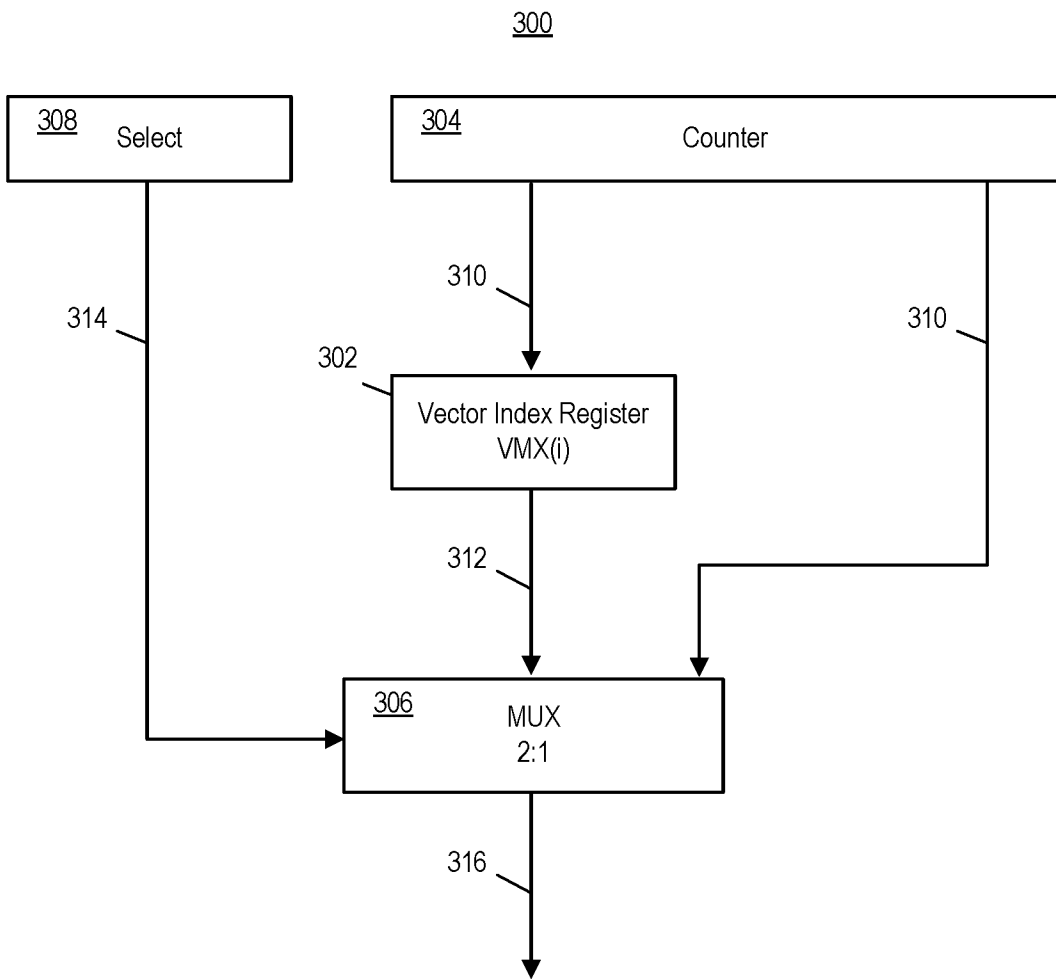 300
308
Select
304
Counter
310
314
310
302
Vector Index Register
VMX(i)
312
306
MUX
2:1
316